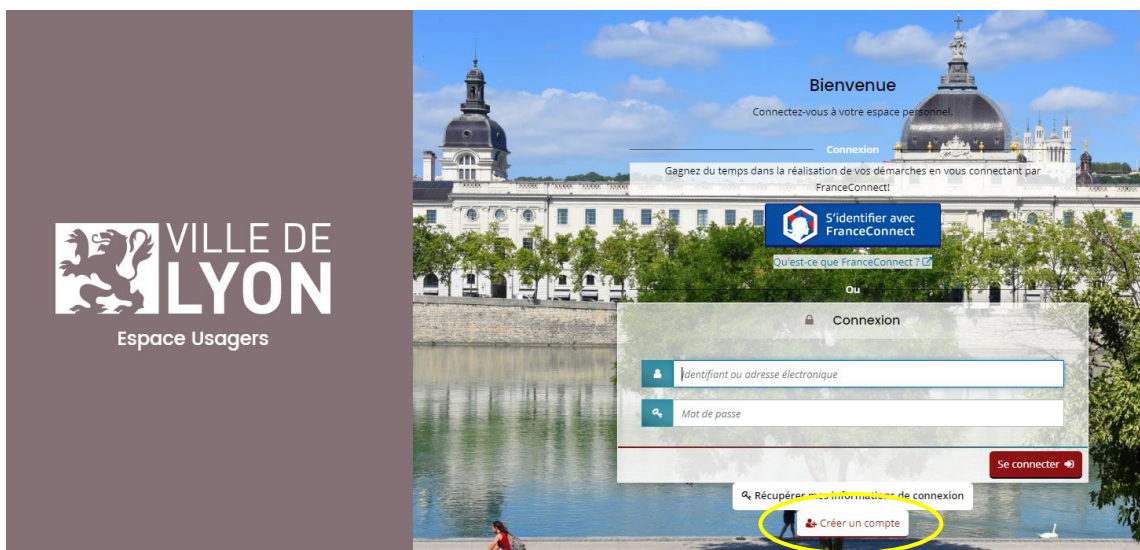 VILLE DE
LYON
Espace Usagers
Bienvenue
Connectez-vous à votre espace personnel.
Connexion
Gagnez du temps dans la réalisation de vos démarches en vous connectant par
FranceConnect!
S'identifier avec
FranceConnect
Qu'est-ce que FranceConnect ?
Ou
Connexion
Identifiant ou adresse électronique
Mot de passe
Se connecter
Récupérer mes informations de connexion
Créer un compte